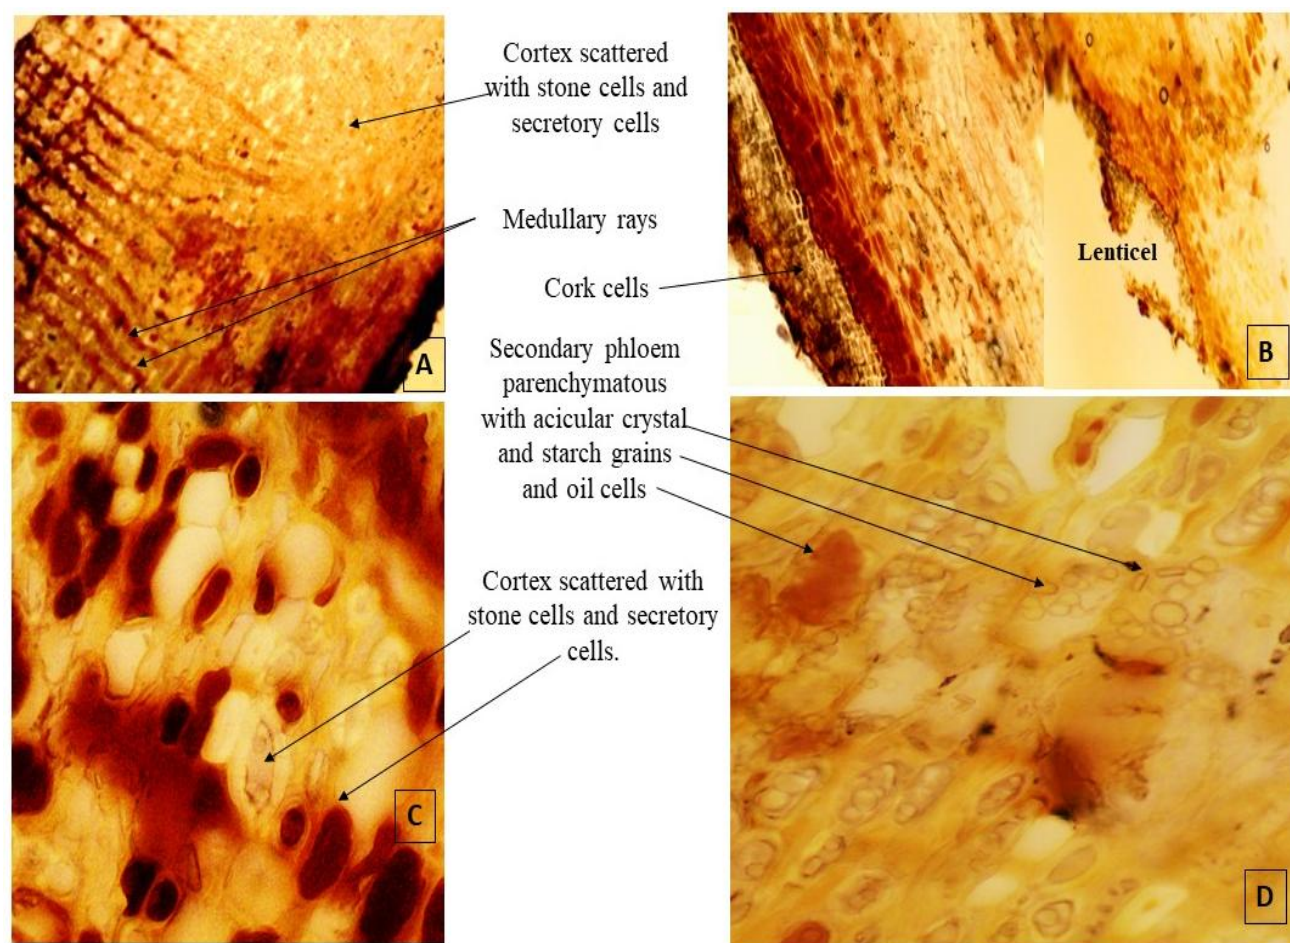 Cortex scattered
with stone cells and
secretory cells
Medullary rays
Cork cells
Secondary phloem
parenchymatous
with acicular crystal
and starch grains
and oil cells
Cortex scattered with
stone cells and secretory
cells.
A
Lenticel
B
C
D